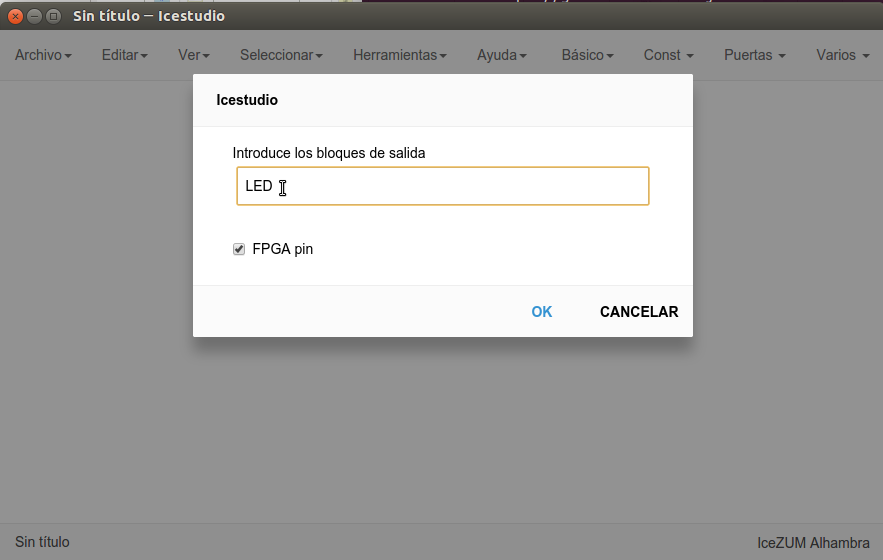 Sin título — Icestudio
Archivo Editar Ver Seleccionar Herramientas Ayuda Básico Const Puertas Varios
Icestudio
Introduce los bloques de salida
LED
FPGA pin
OK CANCELAR
Sin título IceZUM Alhambra